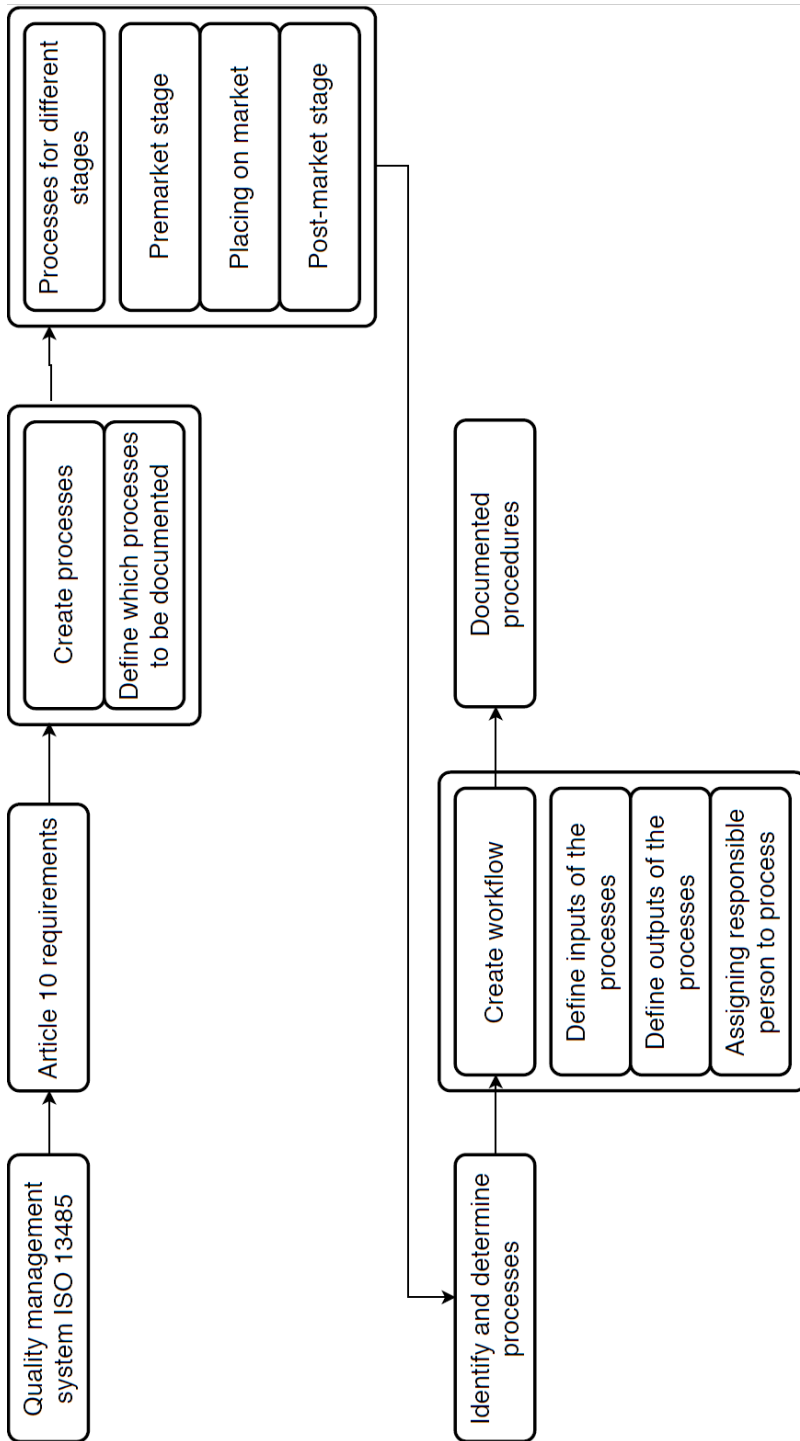 Quality management
system ISO 13485
Article 10 requirements
Create processes
Define which processes
to be documented
Processes for different
stages
Premarket stage
Placing on market
Post-market stage
Identify and determine
processes
Create workflow
Define inputs of the
processes
Define outputs of the
processes
Assigning responsible
person to process
Documented
procedures